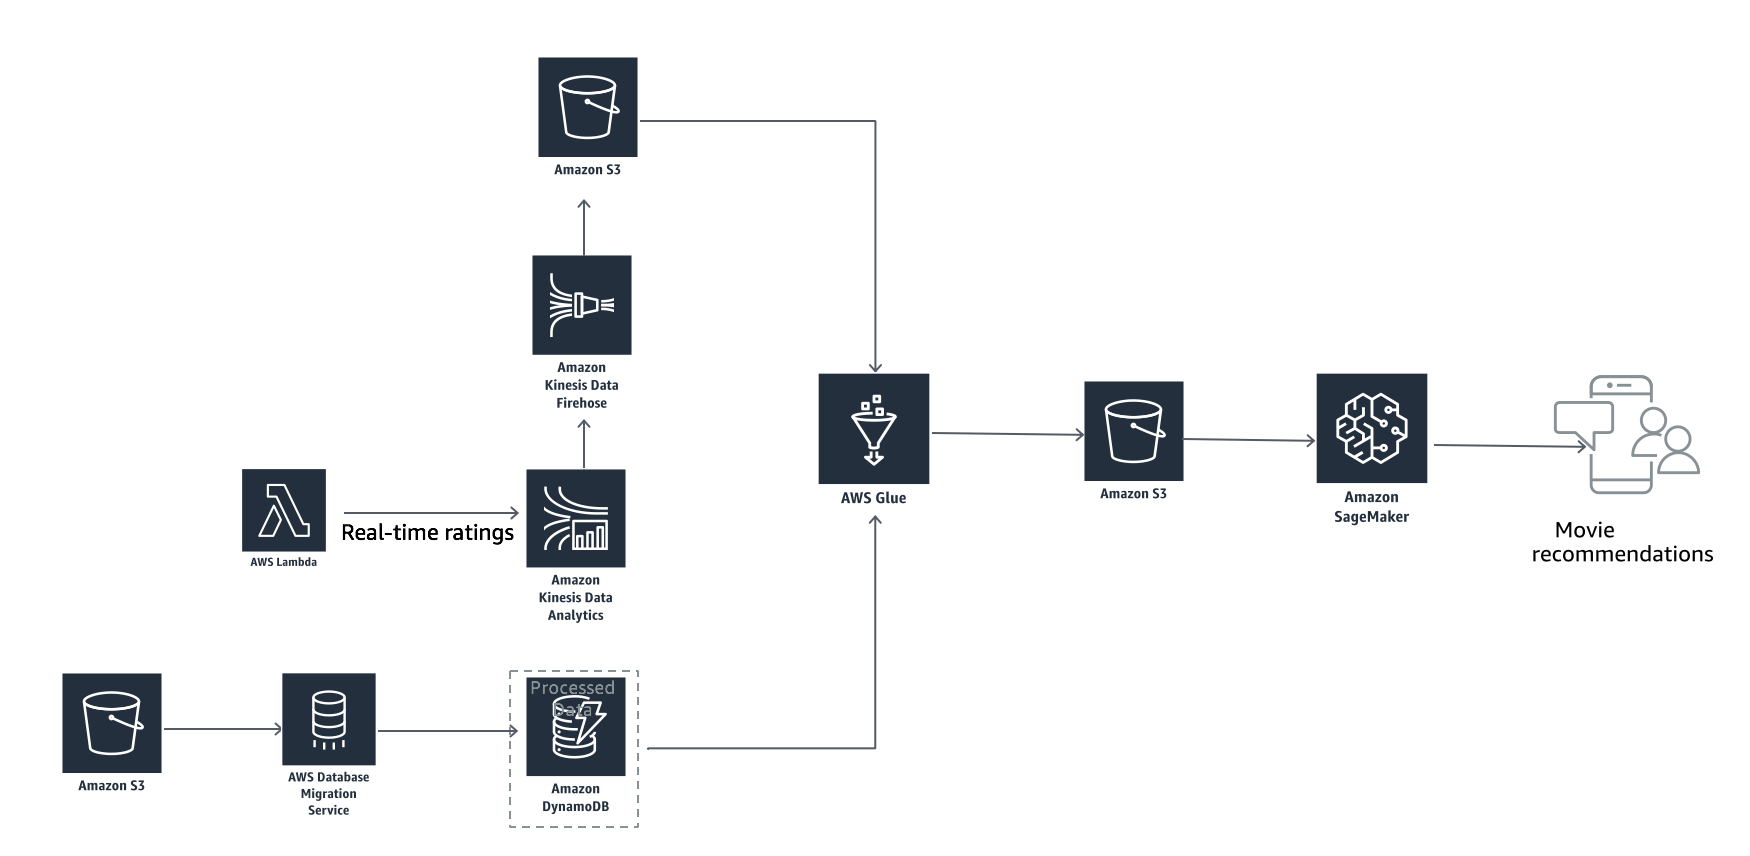 Amazon S3
Amazon
Kinesis Data
Firehose
AWS Lambda
Real-time ratings
Amazon
Kinesis Data
Analytics
Amazon S3
AWS Database
Migration
Service
Processed
Data
Amazon
DynamoDB
AWS Glue
Amazon S3
Amazon
SageMaker
Movie
recommendations